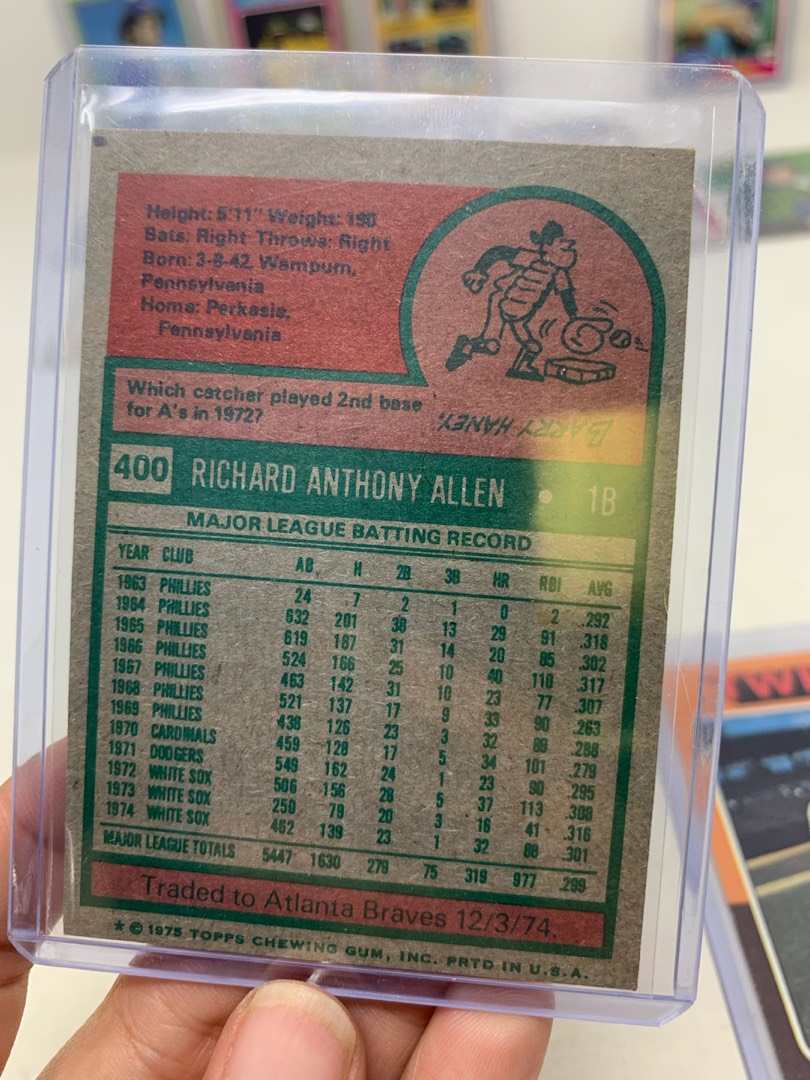 Height: 5'11" Weight: 190
Bats: Right Throws: Right
Born: 3-8-42, Wampum,
Pennsylvania
Home: Perkasie,
Pennsylvania
Which catcher played 2nd base
for A's in 1972?
BARRY HANEY.
400 RICHARD ANTHONY ALLEN • 1B
MAJOR LEAGUE BATTING RECORD
YEAR CLUB AB H 2B 3B HR RBI AVG
1963 PHILLIES 24 7 2 1 0 2 .292
1964 PHILLIES 632 201 38 13 29 91 .318
1965 PHILLIES 619 187 31 14 20 85 .302
1966 PHILLIES 524 166 25 10 40 110 .317
1967 PHILLIES 463 142 31 10 23 77 .307
1968 PHILLIES 521 137 17 9 33 90 .263
1969 PHILLIES 438 126 23 3 32 89 .288
1970 CARDINALS 459 128 17 5 34 101 .279
1971 DODGERS 549 162 24 1 23 90 .295
1972 WHITE SOX 506 156 28 5 37 113 .308
1973 WHITE SOX 250 79 20 3 16 41 .316
1974 WHITE SOX 462 139 23 1 32 88 .301
MAJOR LEAGUE TOTALS 5447 1630 279 75 319 977 .299
Traded to Atlanta Braves 12/3/74.
* © 1975 TOPPS CHEWING GUM, INC. PRTD IN U.S.A.